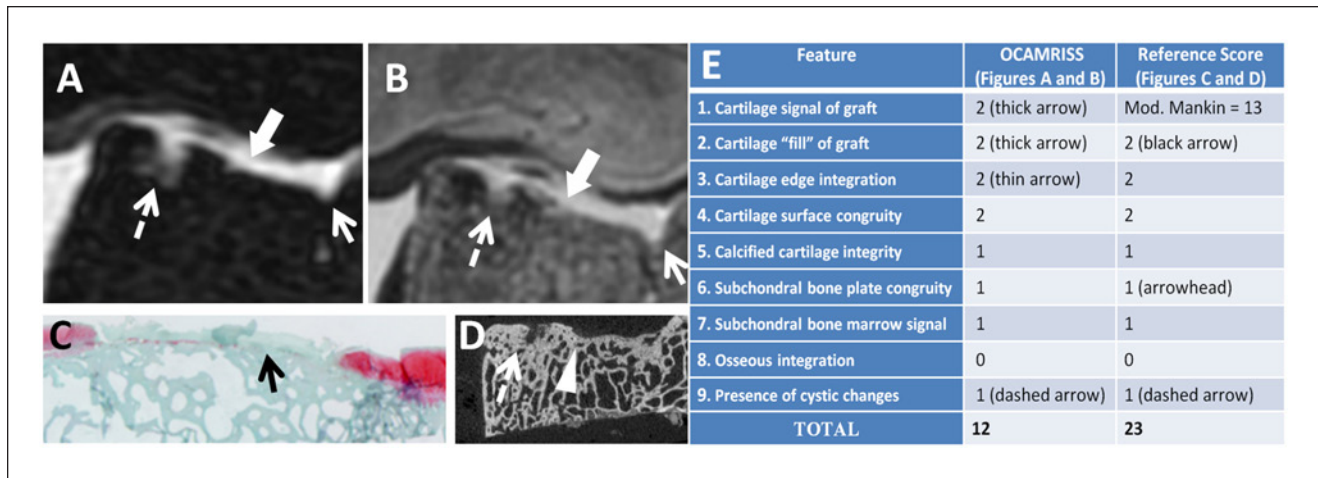 A
B
C
D
E
Feature
OCAMRISS
(Figures A and B)
Reference Score
(Figures C and D)
1. Cartilage signal of graft
2 (thick arrow)
Mod. Mankin = 13
2. Cartilage “fill” of graft
2 (thick arrow)
2 (black arrow)
3. Cartilage edge integration
2 (thin arrow)
2
4. Cartilage surface congruity
2
2
5. Calcified cartilage integrity
1
1
6. Subchondral bone plate congruity
1
1 (arrowhead)
7. Subchondral bone marrow signal
1
1
8. Osseous integration
0
0
9. Presence of cystic changes
1 (dashed arrow)
1 (dashed arrow)
TOTAL
12
23